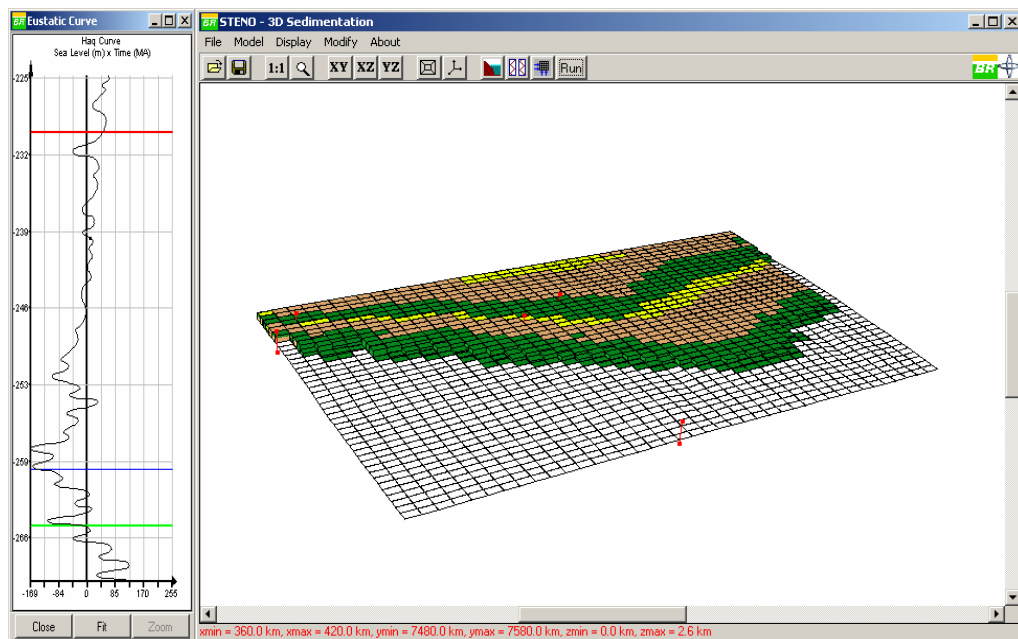 BR Eustatic Curve
Haq Curve
Sea Level (m) x Time (MA)
-225
-232
-239
-246
-253
-259
-266
-169 -84 0 85 170 255
Close Fit Zoom
BR STENO - 3D Sedimentation
File Model Display Modify About
1:1 XY XZ YZ Run
BR
xmin = 360.0 km, xmax = 420.0 km, ymin = 7480.0 km, ymax = 7580.0 km, zmin = 0.0 km, zmax = 2.6 km